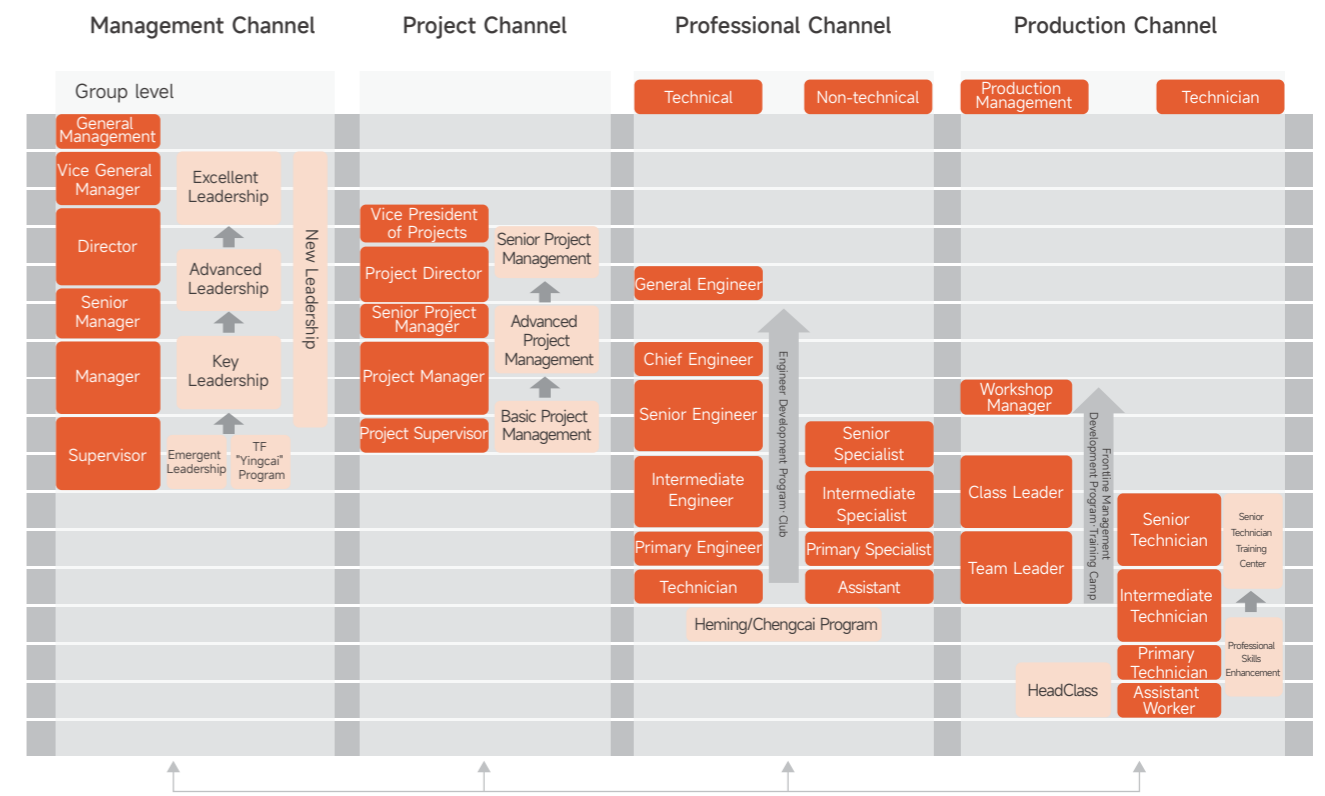 Management Channel
Project Channel
Professional Channel
Production Channel
Group level
General
Management
Vice General
Manager
Director
Senior
Manager
Manager
Supervisor
Excellent
Leadership
Advanced
Leadership
Key
Leadership
Emergent
Leadership
TF
"Yingcai"
Program
New Leadership
Vice President
of Projects
Project Director
Senior Project
Manager
Project Manager
Project Supervisor
Senior Project
Management
Advanced
Project
Management
Basic Project
Management
Technical
Non-technical
General Engineer
Chief Engineer
Senior Engineer
Intermediate
Engineer
Primary Engineer
Technician
Engineer Development Program·Club
Senior
Specialist
Intermediate
Specialist
Primary Specialist
Assistant
Heming/Chengcai Program
Production
Management
Technician
Workshop
Manager
Class Leader
Team Leader
Frontline Management
Development Program·Training Camp
HeadClass
Senior
Technician
Intermediate
Technician
Primary
Technician
Assistant
Worker
Senior
Technician
Training
Center
Professional
Skills
Enhancement